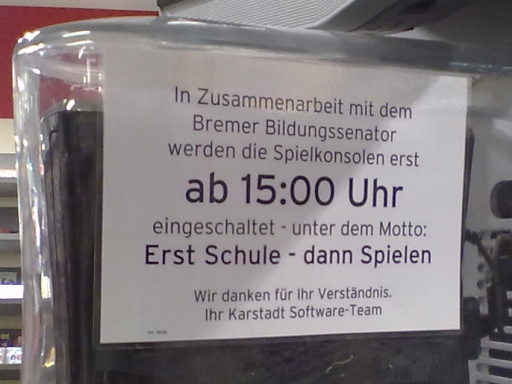 In Zusammenarbeit mit dem
Bremer Bildungssenator
werden die Spielkonsolen erst
ab 15:00 Uhr
eingeschaltet - unter dem Motto:
Erst Schule - dann Spielen
Wir danken für Ihr Verständnis.
Ihr Karstadt Software-Team